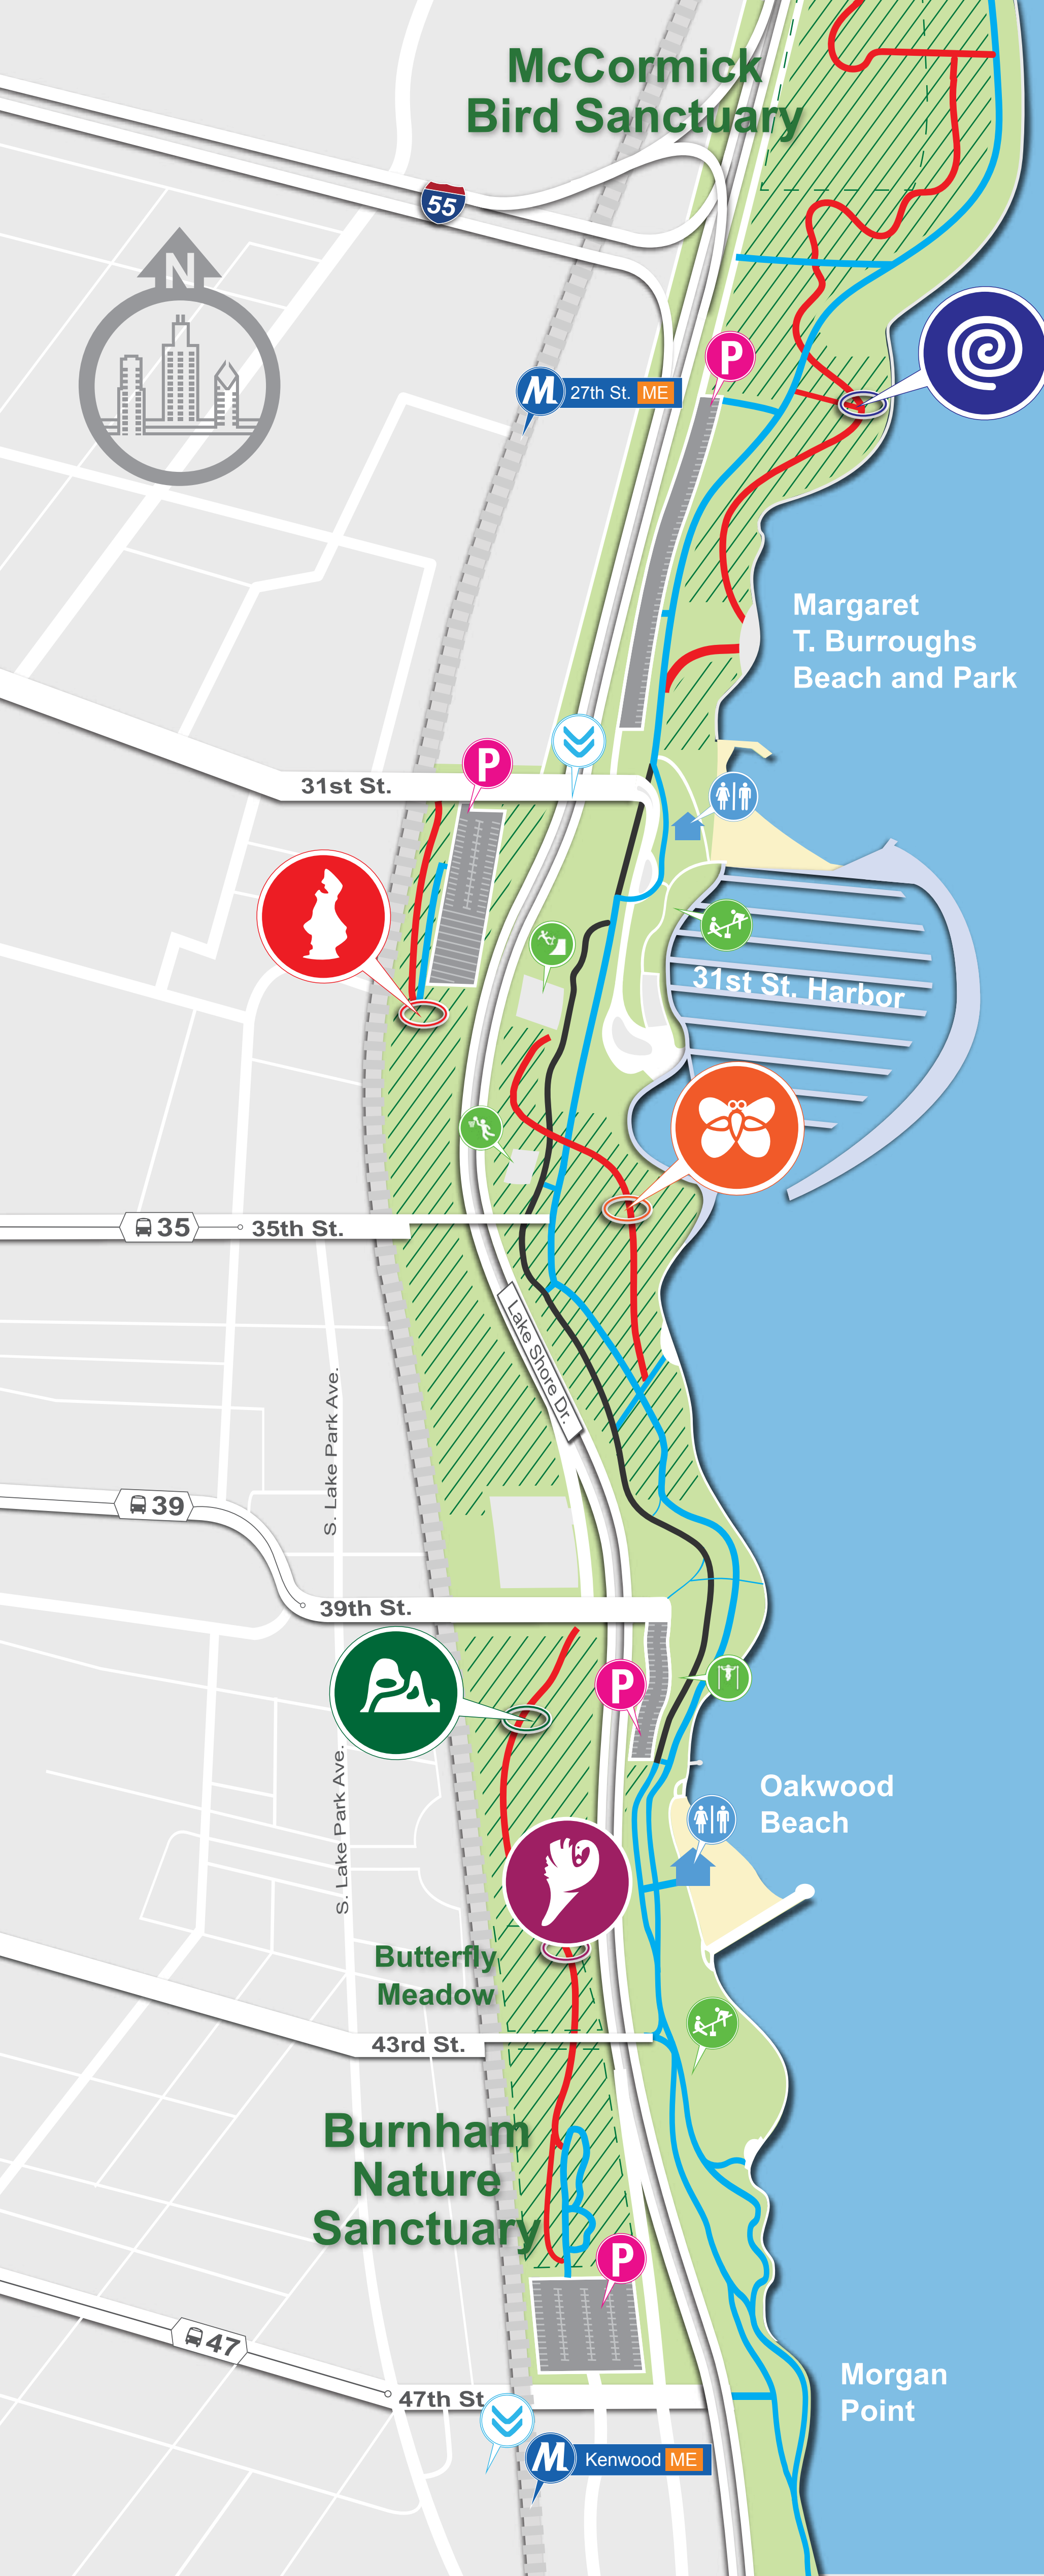 McCormick
Bird Sanctuary
55
N
P
M 27th St. ME
Margaret
T. Burroughs
Beach and Park
P
31st St.
31st St. Harbor
35
35th St.
Lake Shore Dr.
S. Lake Park Ave.
39
39th St.
P
S. Lake Park Ave.
Oakwood
Beach
Butterfly
Meadow
43rd St.
Burnham
Nature
Sanctuary
P
47
47th St.
Morgan
Point
M Kenwood ME